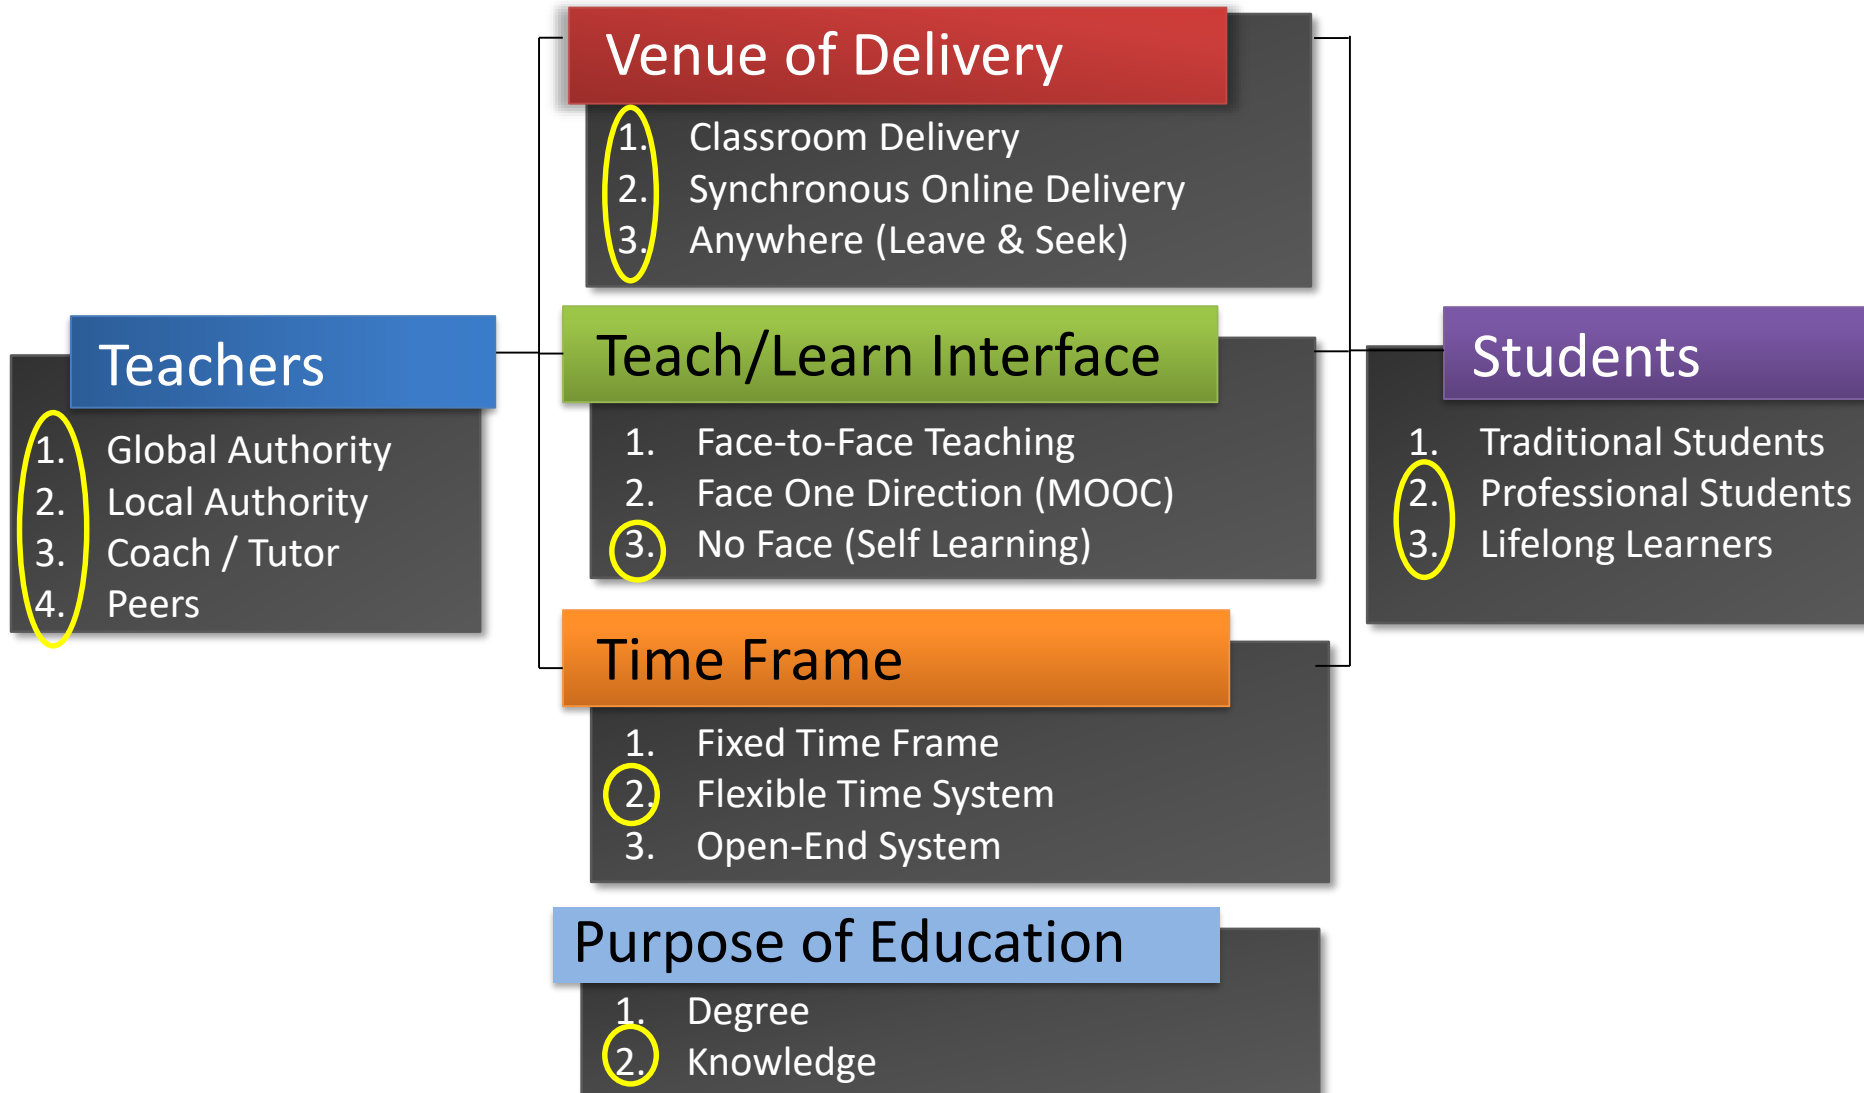 Venue of Delivery
1. Classroom Delivery
2. Synchronous Online Delivery
3. Anywhere (Leave & Seek)
Teachers
1. Global Authority
2. Local Authority
3. Coach / Tutor
4. Peers
Teach/Learn Interface
1. Face-to-Face Teaching
2. Face One Direction (MOOC)
3. No Face (Self Learning)
Students
1. Traditional Students
2. Professional Students
3. Lifelong Learners
Time Frame
1. Fixed Time Frame
2. Flexible Time System
3. Open-End System
Purpose of Education
1. Degree
2. Knowledge